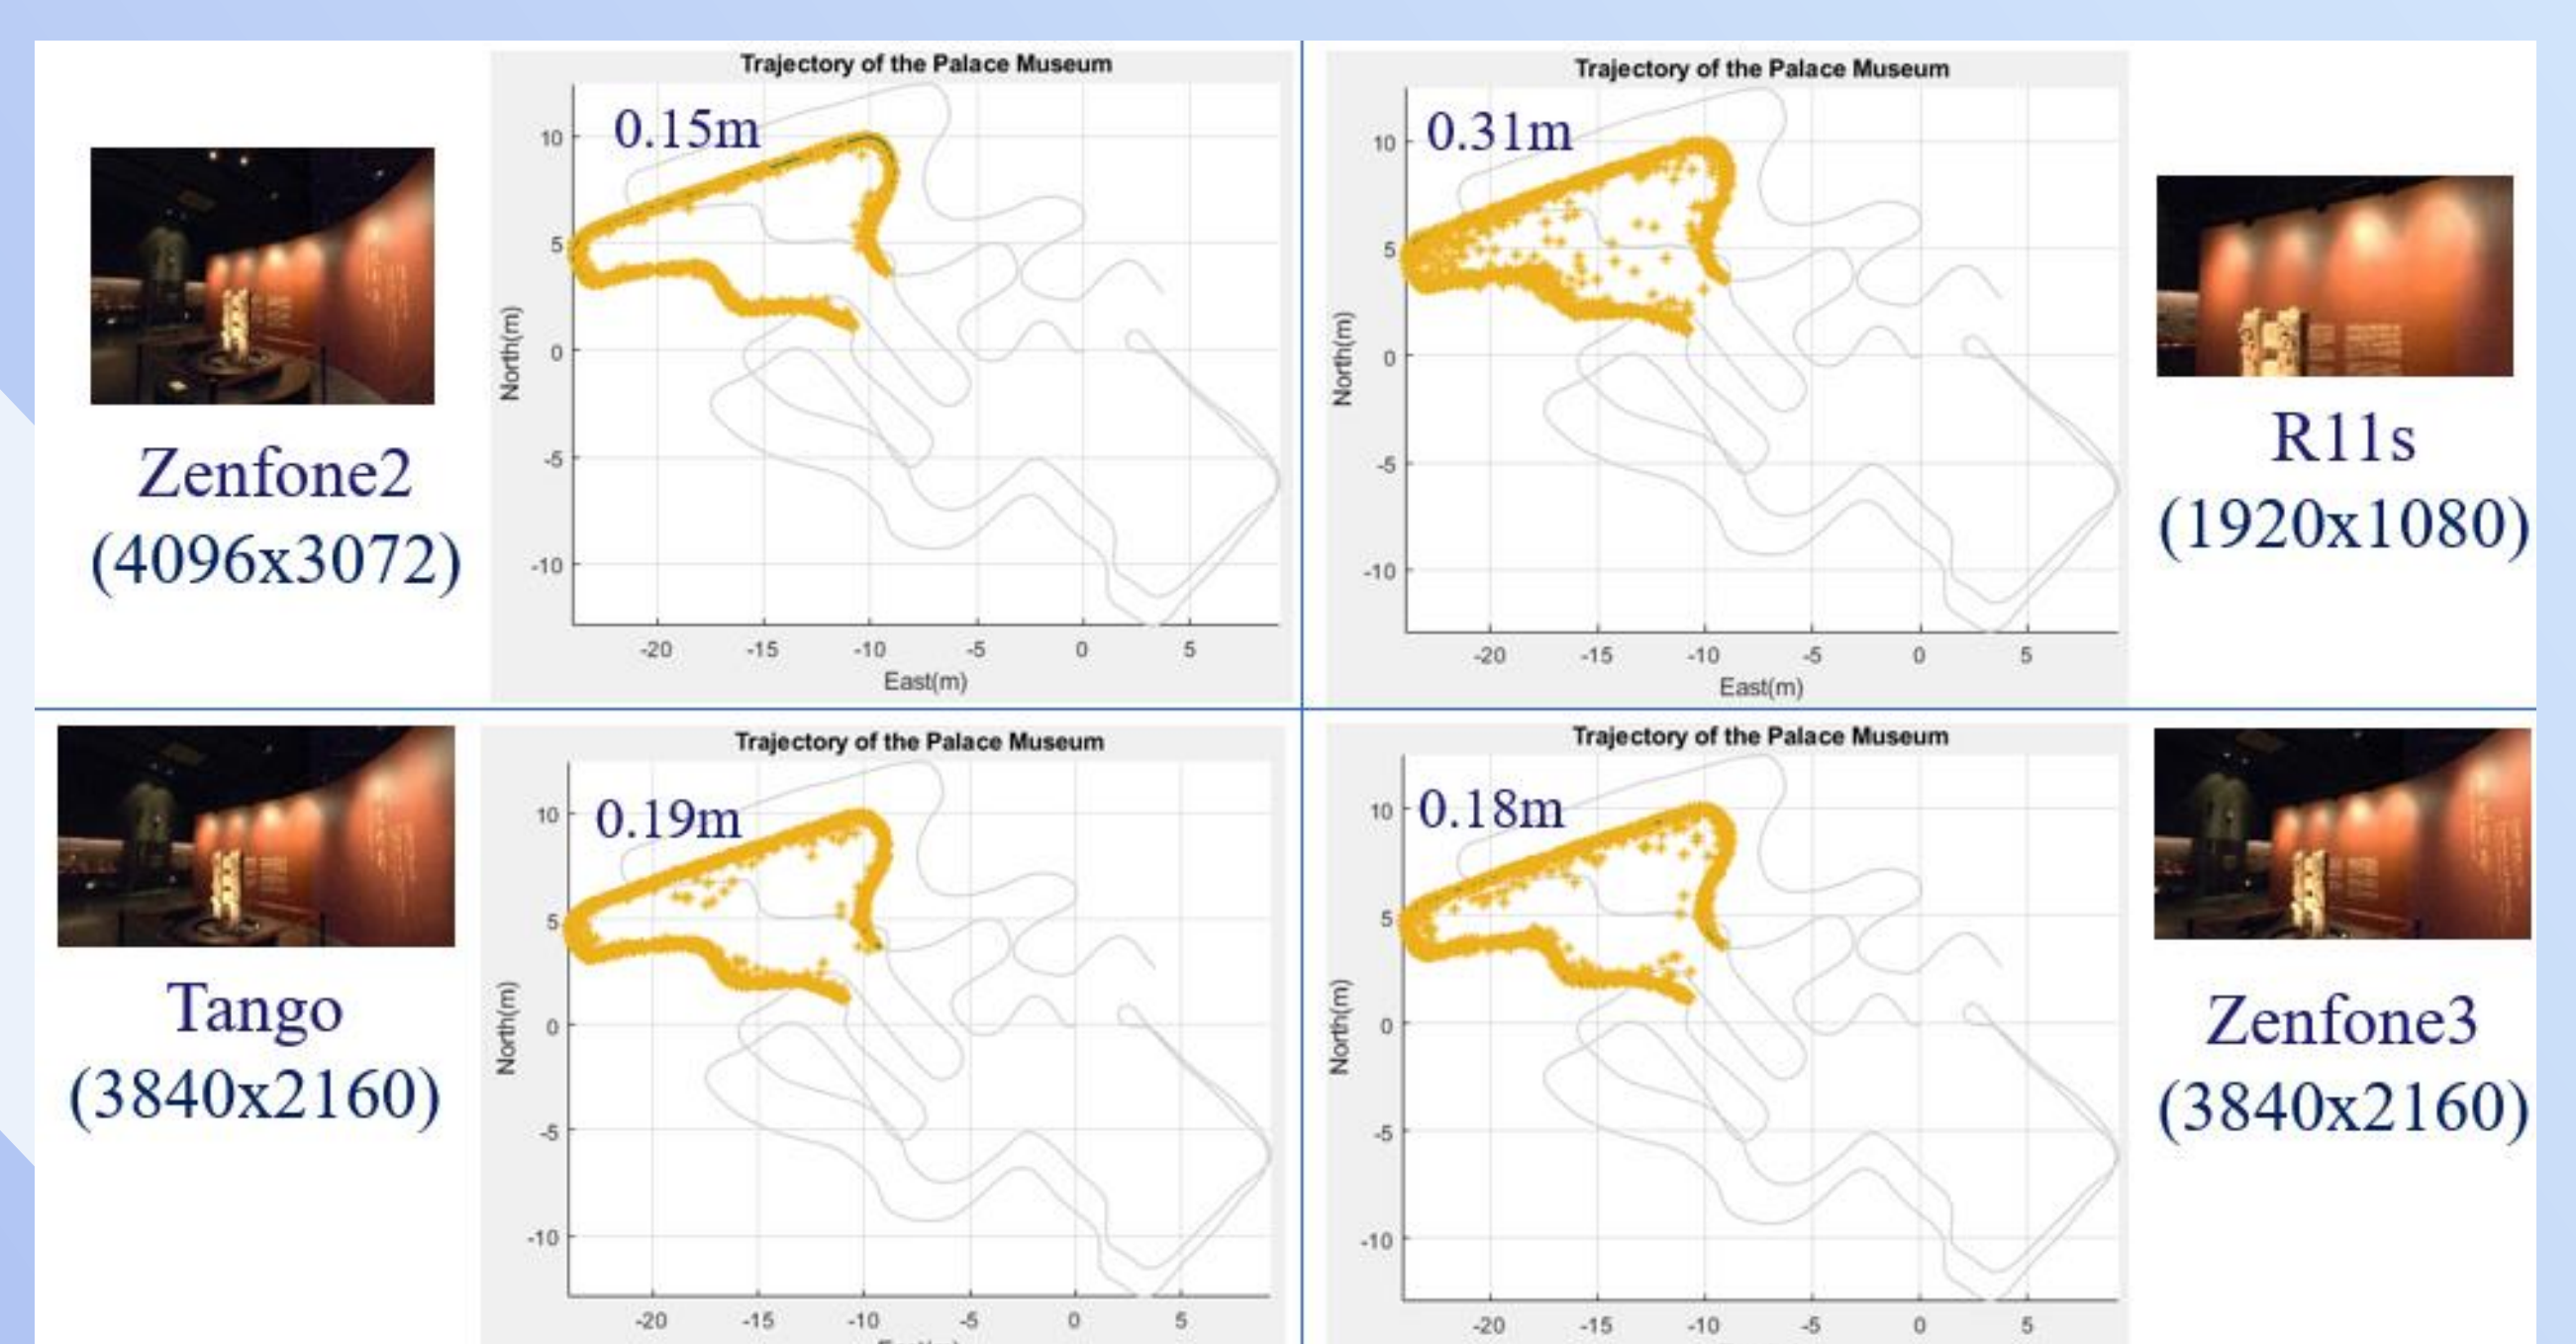 Trajectory of the Palace Museum
0.15m
10
5
0
-5
-10
North(m)
-20 -15 -10 -5 0 5
East(m)
Zenfone2
(4096x3072)
Trajectory of the Palace Museum
0.31m
10
5
0
-5
-10
North(m)
-20 -15 -10 -5 0 5
East(m)
R11s
(1920x1080)
Trajectory of the Palace Museum
0.19m
10
5
0
-5
-10
North(m)
-20 -15 -10 -5 0 5
Tango
(3840x2160)
Trajectory of the Palace Museum
0.18m
10
5
0
-5
-10
North(m)
-20 -15 -10 -5 0 5
Zenfone3
(3840x2160)